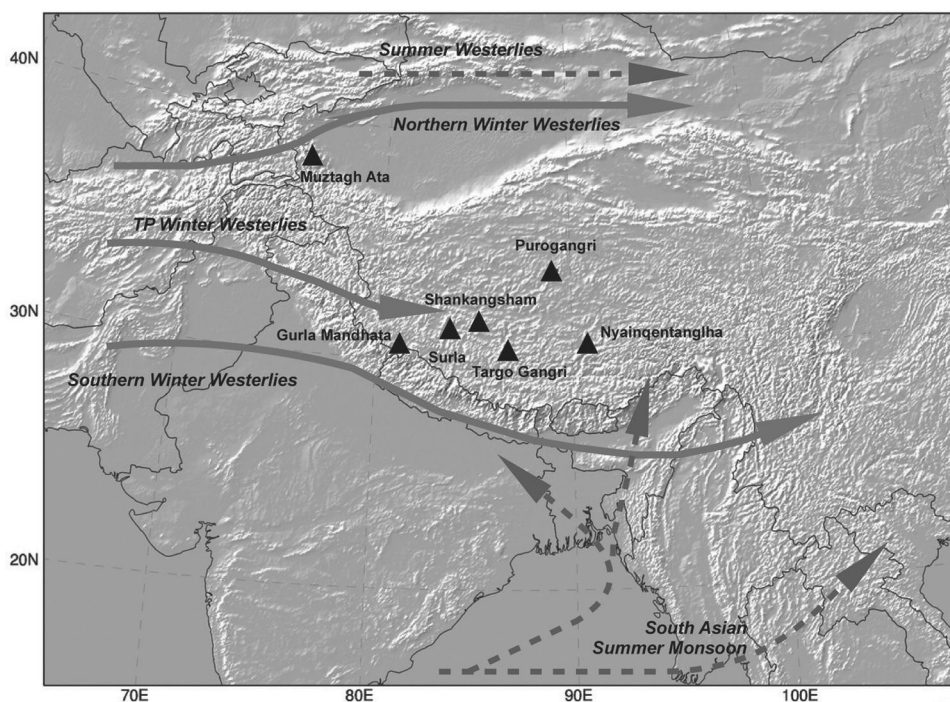 40N
Summer Westerlies
Northern Winter Westerlies
Muztagh Ata
TP Winter Westerlies
Purogangri
30N
Shankangsham
Gurla Mandhata
Nyainqentanglha
Surla
Targo Gangri
Southern Winter Westerlies
20N
South Asian
Summer Monsoon
70E
80E
90E
100E